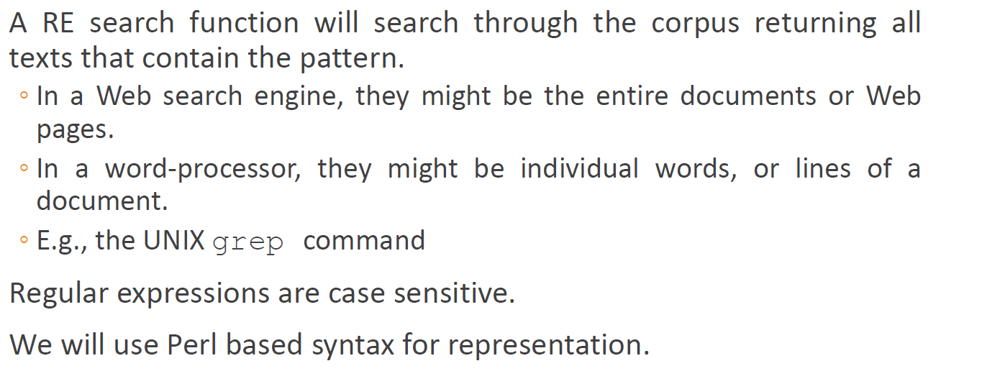 A RE search function will search through the corpus returning all
texts that contain the pattern.
◦ In a Web search engine, they might be the entire documents or Web
pages.
◦ In a word-processor, they might be individual words, or lines of a
document.
◦ E.g., the UNIX grep command
Regular expressions are case sensitive.
We will use Perl based syntax for representation.